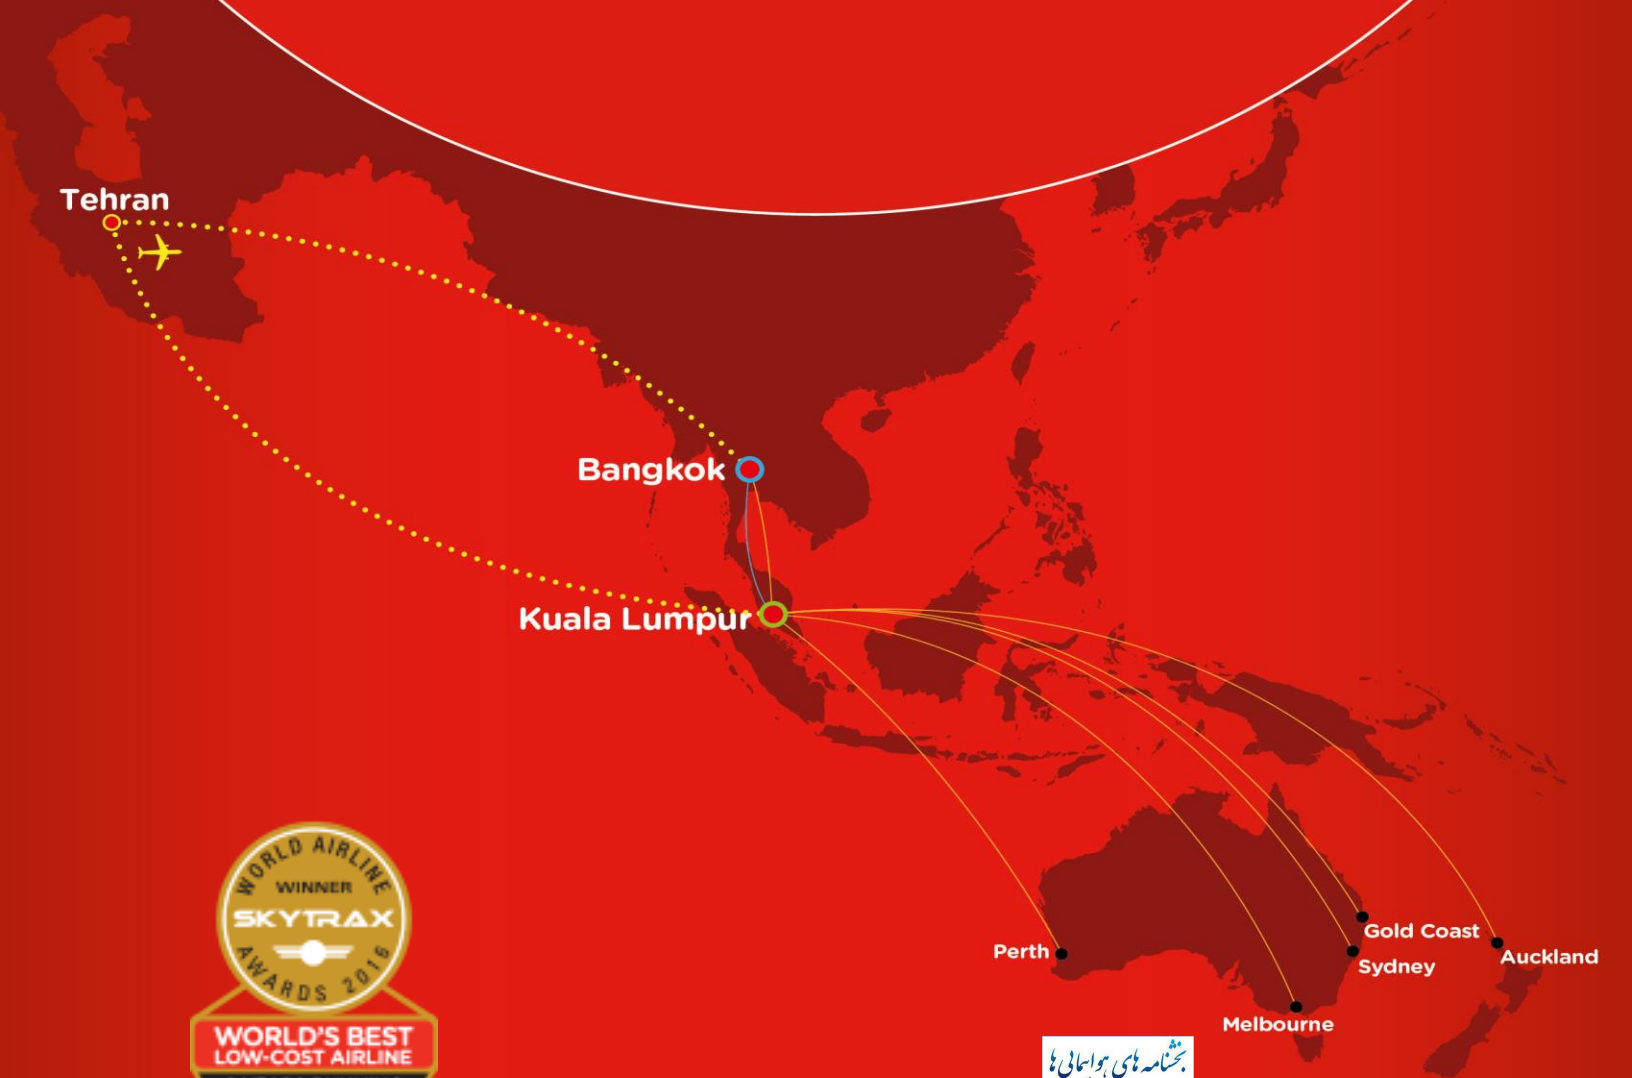 Tehran
Bangkok
Kuala Lumpur
Perth
Gold Coast
Sydney
Auckland
Melbourne
WORLD AIRLINE
WINNER
SKYTRAX
AWARDS 2016
WORLD'S BEST
LOW-COST AIRLINE
بخشنامه های هواپیمایی ها